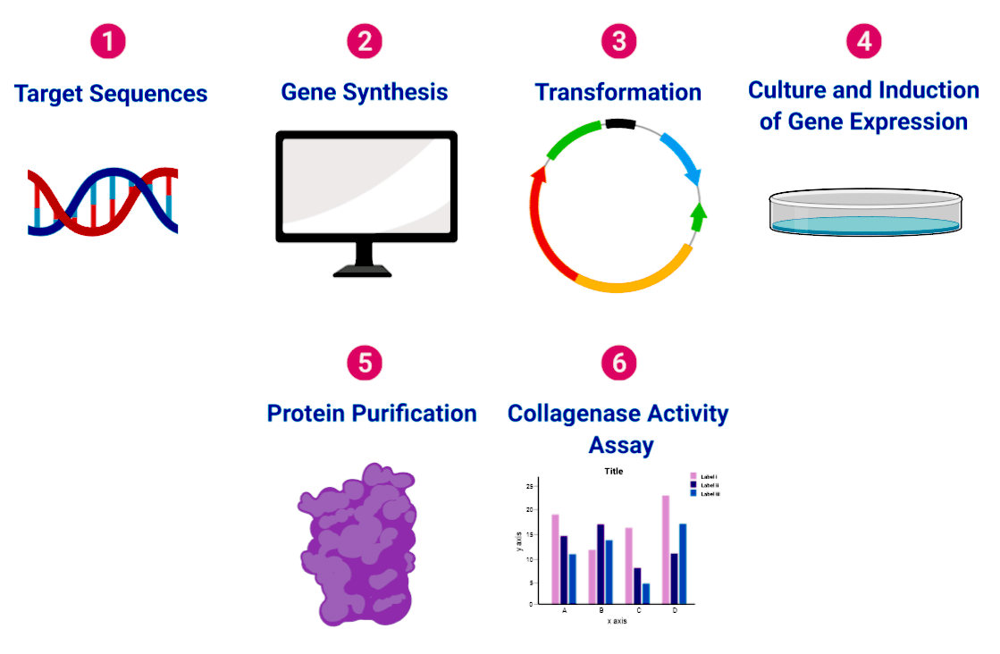 1
Target Sequences
2
Gene Synthesis
3
Transformation
4
Culture and Induction
of Gene Expression
5
Protein Purification
6
Collagenase Activity
Assay
Title
Label i
Label ii
Label iii
y axis
25
20
15
10
5
0
A B C D
x axis